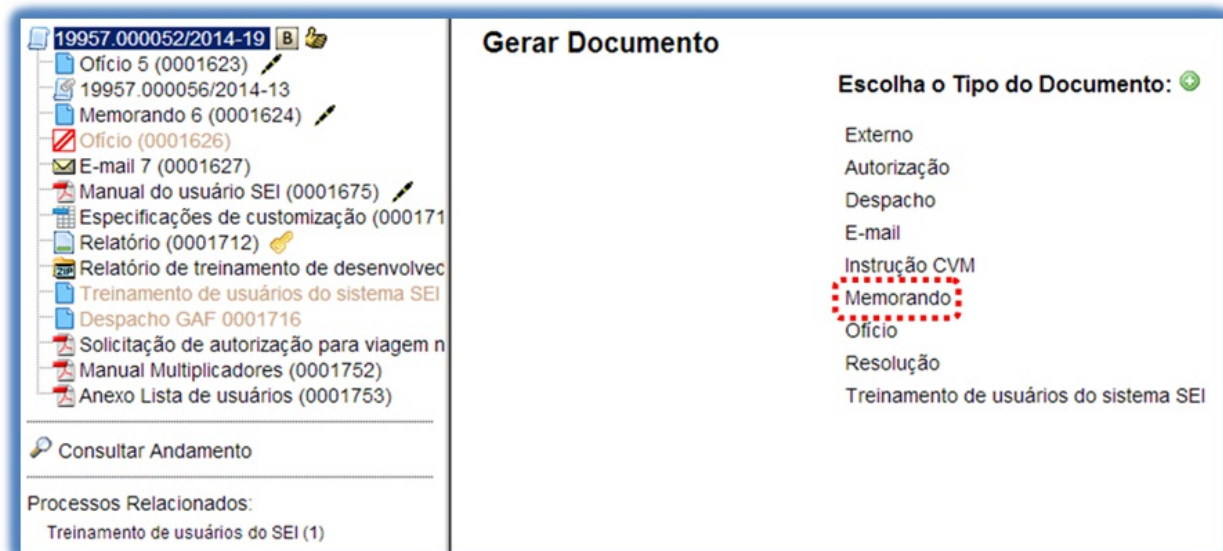 19957.000052/2014-19 B
Ofício 5 (0001623)
19957.000056/2014-13
Memorando 6 (0001624)
Ofício (0001626)
E-mail 7 (0001627)
Manual do usuário SEI (0001675)
Especificações de customização (000171
Relatório (0001712)
ZIP Relatório de treinamento de desenvolvec
Treinamento de usuários do sistema SEI
Despacho GAF 0001716
Solicitação de autorização para viagem n
Manual Multiplicadores (0001752)
Anexo Lista de usuários (0001753)
Consultar Andamento
Processos Relacionados:
Treinamento de usuários do SEI (1)
Gerar Documento
Escolha o Tipo do Documento:
Externo
Autorização
Despacho
E-mail
Instrução CVM
Memorando
Ofício
Resolução
Treinamento de usuários do sistema SEI